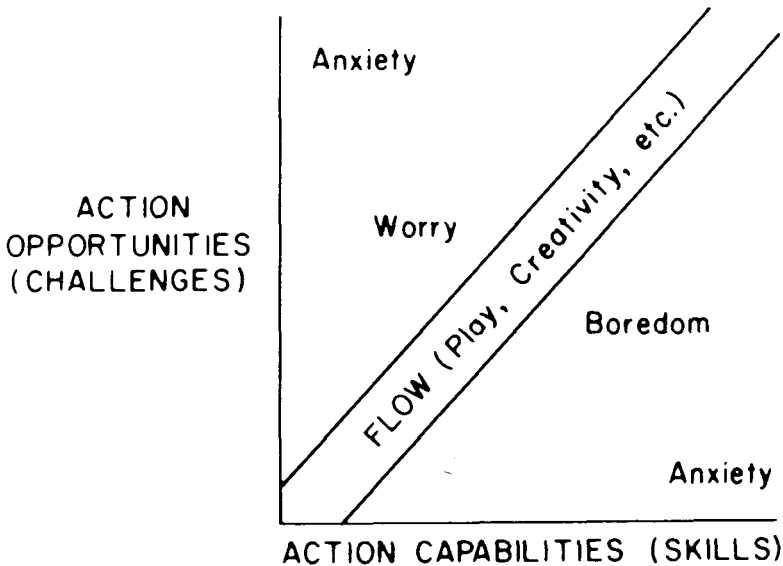 Anxiety
ACTION
OPPORTUNITIES
(CHALLENGES)
Worry
FLOW (Play, Creativity, etc.)
Boredom
Anxiety
ACTION CAPABILITIES (SKILLS)